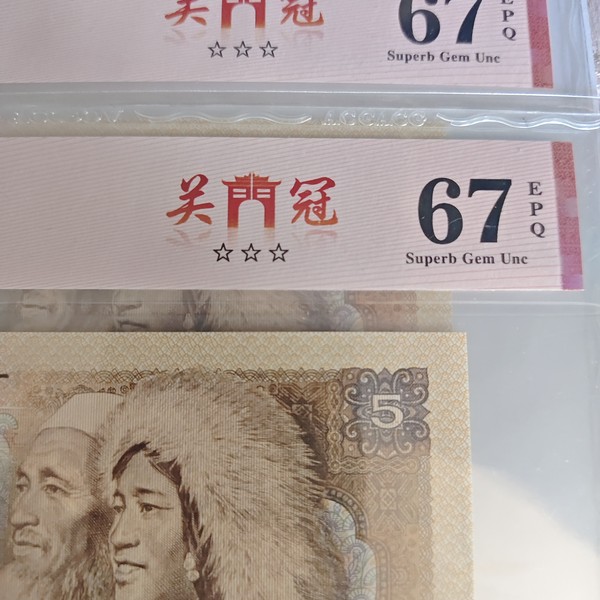 关門冠
67
EPQ
☆☆☆
Superb Gem Unc
关門冠
67
EPQ
☆☆☆
Superb Gem Unc
5